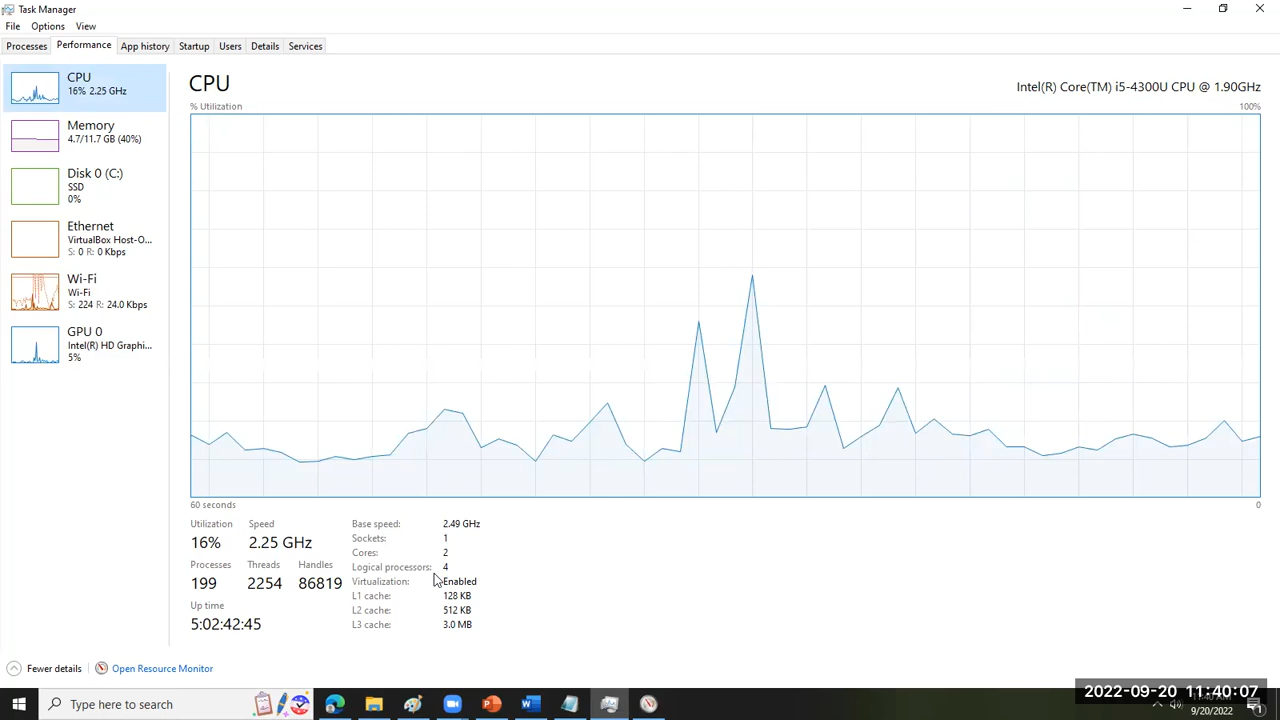 Task Manager
File Options View
Processes Performance App history Startup Users Details Services
CPU
16% 2.25 GHz
Memory
4.7/11.7 GB (40%)
Disk 0 (C:)
SSD
0%
Ethernet
VirtualBox Host-O...
S: 0 R: 0 Kbps
Wi-Fi
Wi-Fi
S: 224 R: 24.0 Kbps
GPU 0
Intel(R) HD Graphi...
5%
CPU
Intel(R) Core(TM) i5-4300U CPU @ 1.90GHz
% Utilization 100%
60 seconds 0
Utilization Speed
16% 2.25 GHz
Processes Threads Handles
199 2254 86819
Up time
5:02:42:45
Base speed: 2.49 GHz
Sockets: 1
Cores: 2
Logical processors: 4
Virtualization: Enabled
L1 cache: 128 KB
L2 cache: 512 KB
L3 cache: 3.0 MB
Fewer details Open Resource Monitor
Type here to search
2022-09-20 11:40:07
9/20/2022